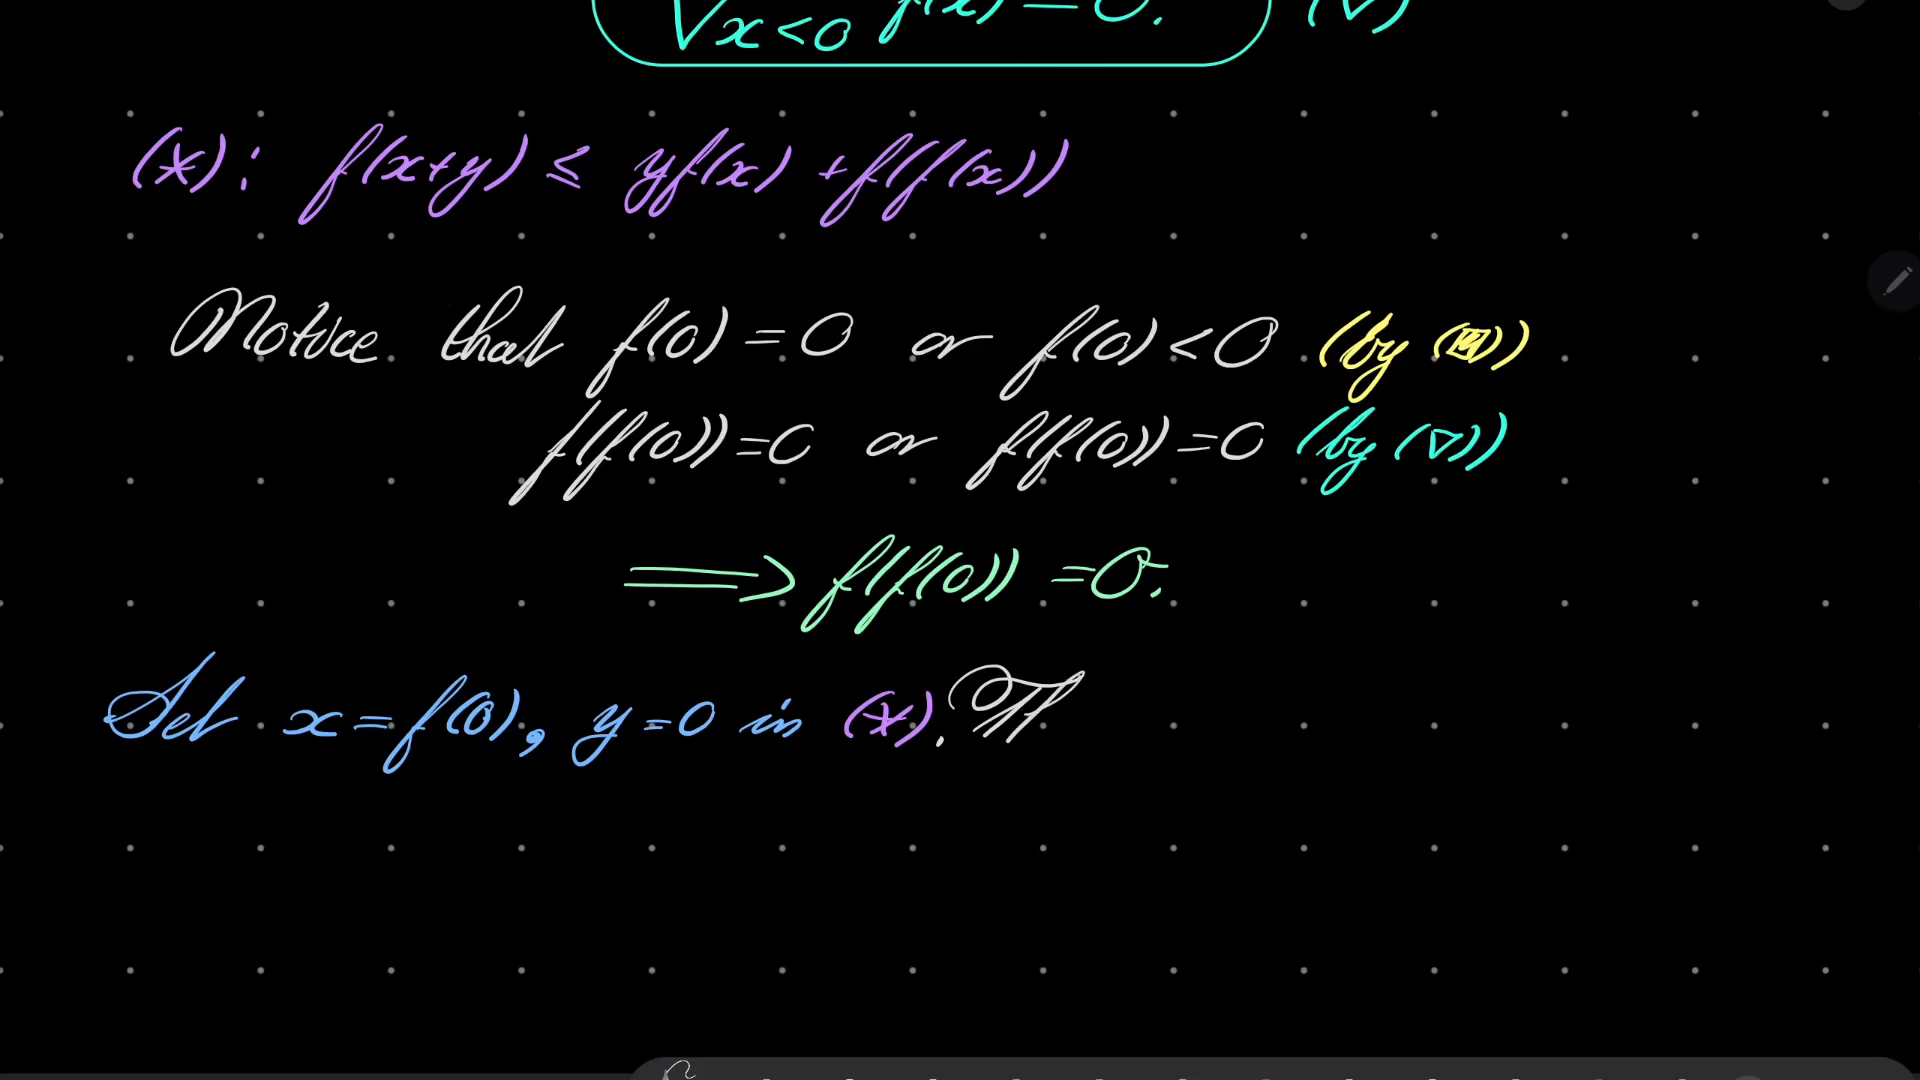 ∀x<0 f(x)=0. (▽)
(*): f(x+y) ≤ yf(x) + f(f(x))
Notice that f(0)=0 or f(0)<0 (by (▣))
f(f(0))=0 or f(f(0))=0 (by (▽))
⟹ f(f(0)) =0.
Set x=f(0), y=0 in (*).